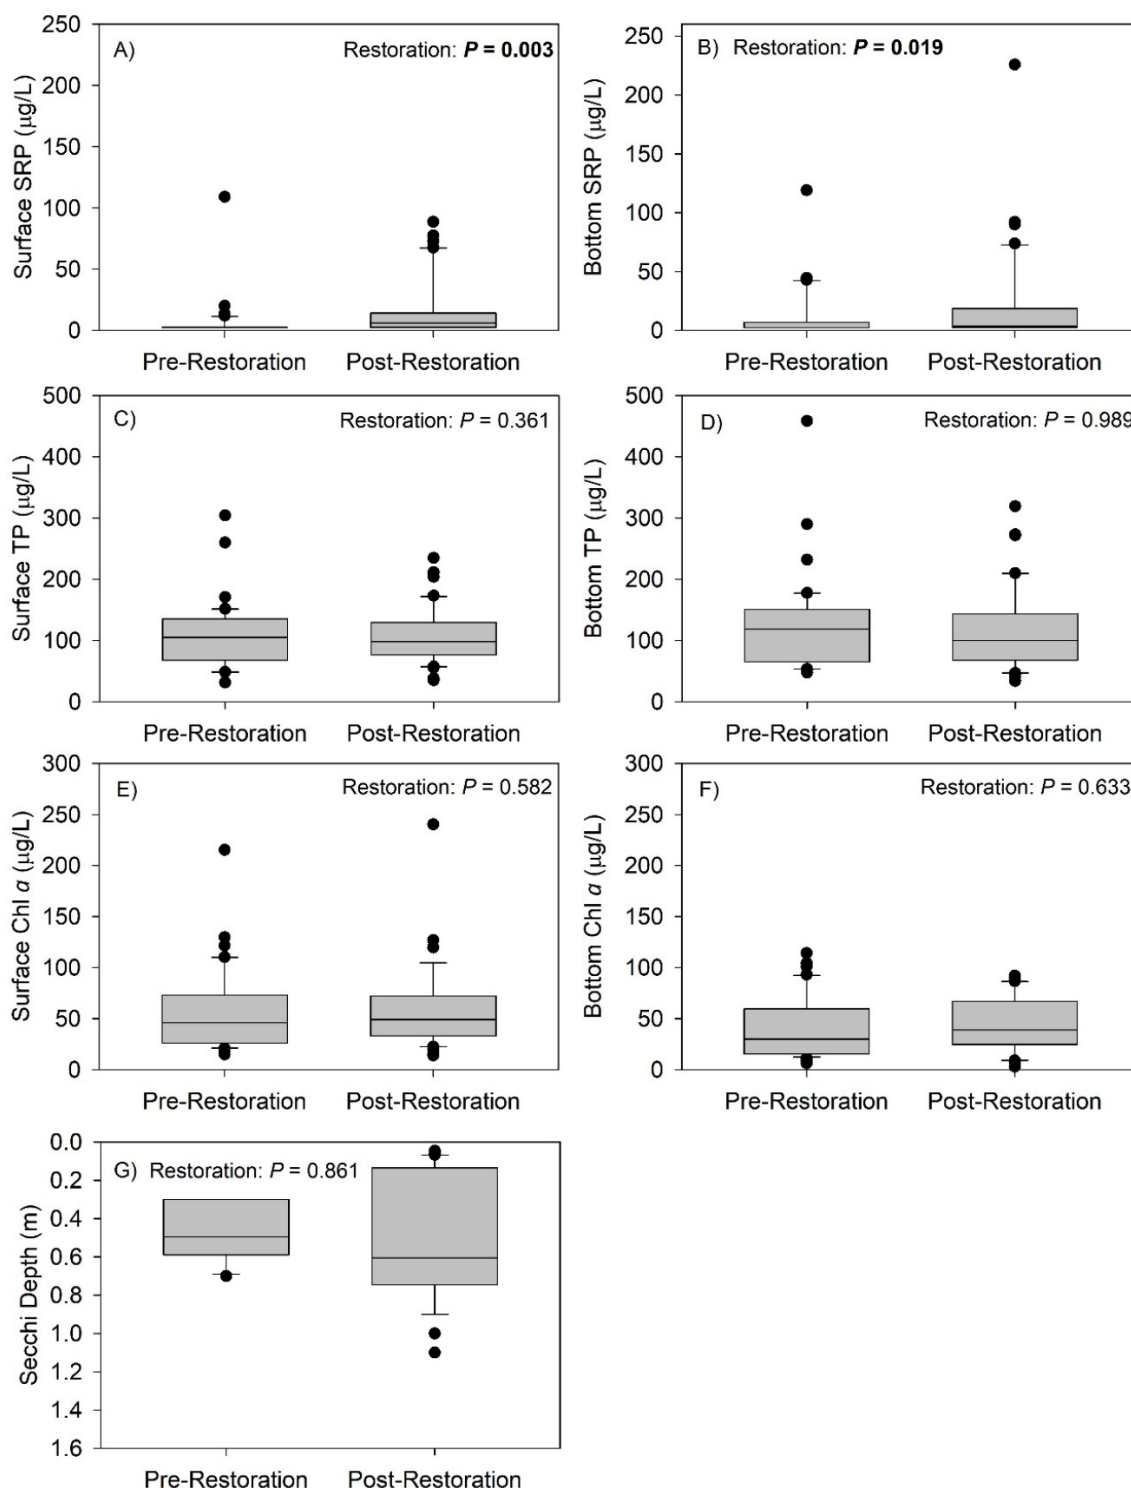 A) Restoration: P = 0.003
Surface SRP (µg/L)
250
200
150
100
50
0
Pre-Restoration Post-Restoration
B) Restoration: P = 0.019
Bottom SRP (µg/L)
250
200
150
100
50
0
Pre-Restoration Post-Restoration
C) Restoration: P = 0.361
Surface TP (µg/L)
500
400
300
200
100
0
Pre-Restoration Post-Restoration
D) Restoration: P = 0.989
Bottom TP (µg/L)
500
400
300
200
100
0
Pre-Restoration Post-Restoration
E) Restoration: P = 0.582
Surface Chl a (µg/L)
300
250
200
150
100
50
0
Pre-Restoration Post-Restoration
F) Restoration: P = 0.633
Bottom Chl a (µg/L)
300
250
200
150
100
50
0
Pre-Restoration Post-Restoration
G) Restoration: P = 0.861
Secchi Depth (m)
0.0
0.2
0.4
0.6
0.8
1.0
1.2
1.4
1.6
Pre-Restoration Post-Restoration